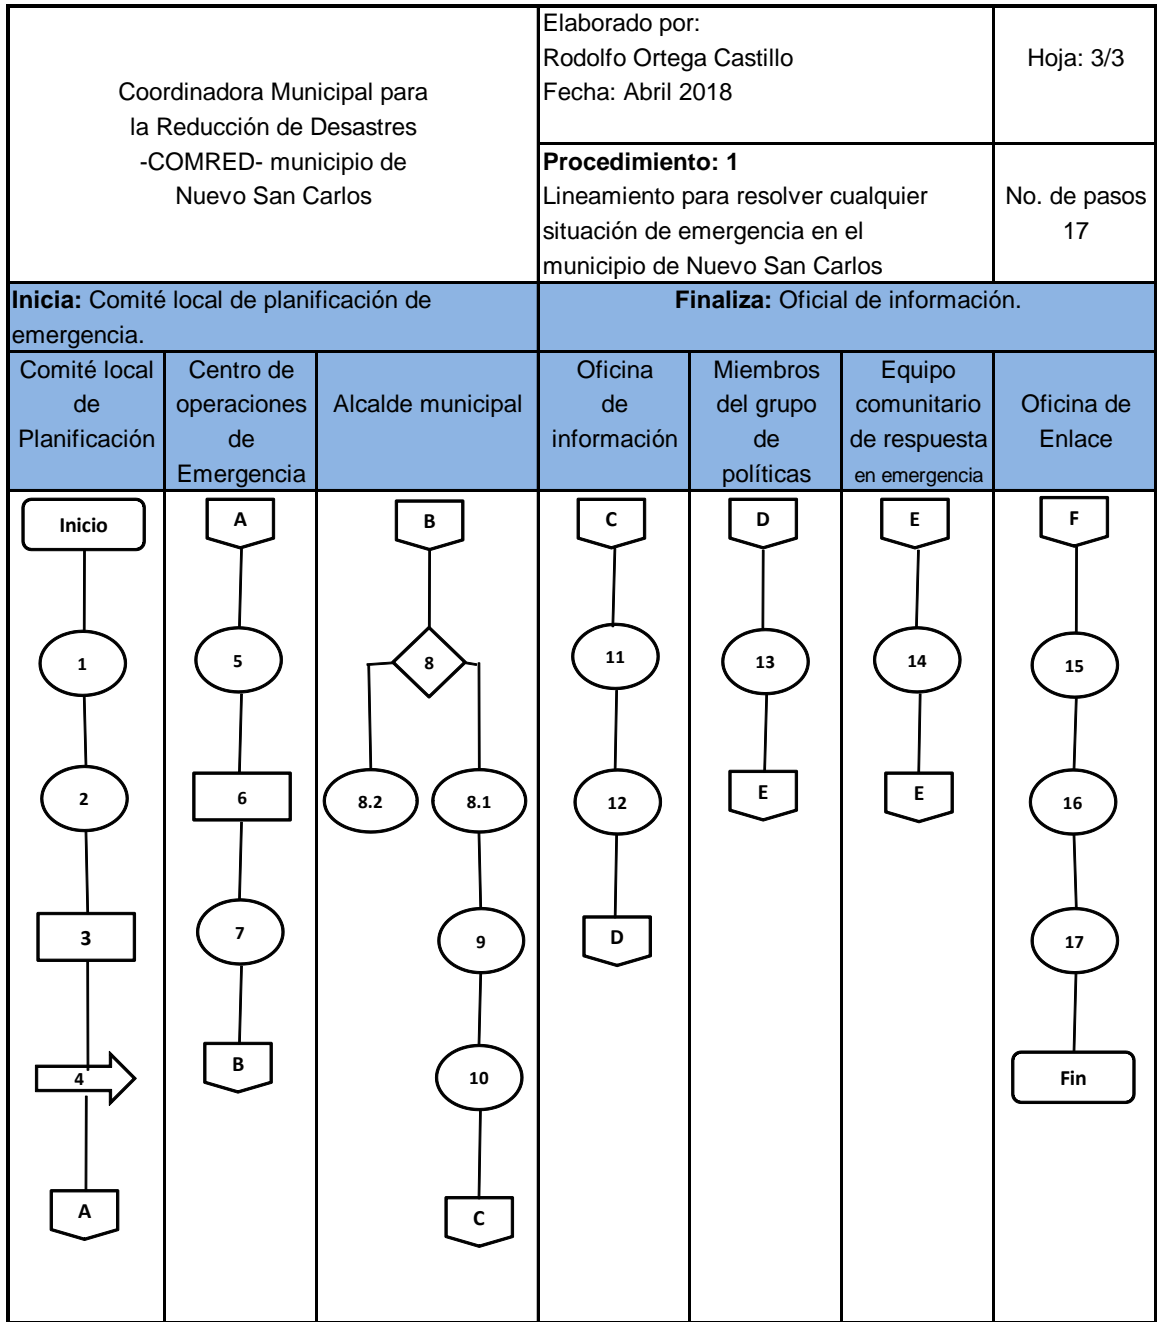 Coordinadora Municipal para
la Reducción de Desastres
-COMRED- municipio de
Nuevo San Carlos
Elaborado por:
Rodolfo Ortega Castillo
Fecha: Abril 2018
Hoja: 3/3
Procedimiento: 1
Lineamiento para resolver cualquier
situación de emergencia en el
municipio de Nuevo San Carlos
No. de pasos
17
Inicia: Comité local de planificación de
emergencia.
Finaliza: Oficial de información.
Comité local
de
Planificación
Centro de
operaciones
de
Emergencia
Alcalde municipal
Oficina
de
información
Miembros
del grupo
de
políticas
Equipo
comunitario
de respuesta
en emergencia
Oficina de
Enlace
Inicio
1
2
3
4
A
A
5
6
7
B
B
8
8.2
8.1
9
10
C
C
11
12
D
D
13
E
E
14
E
F
15
16
17
Fin